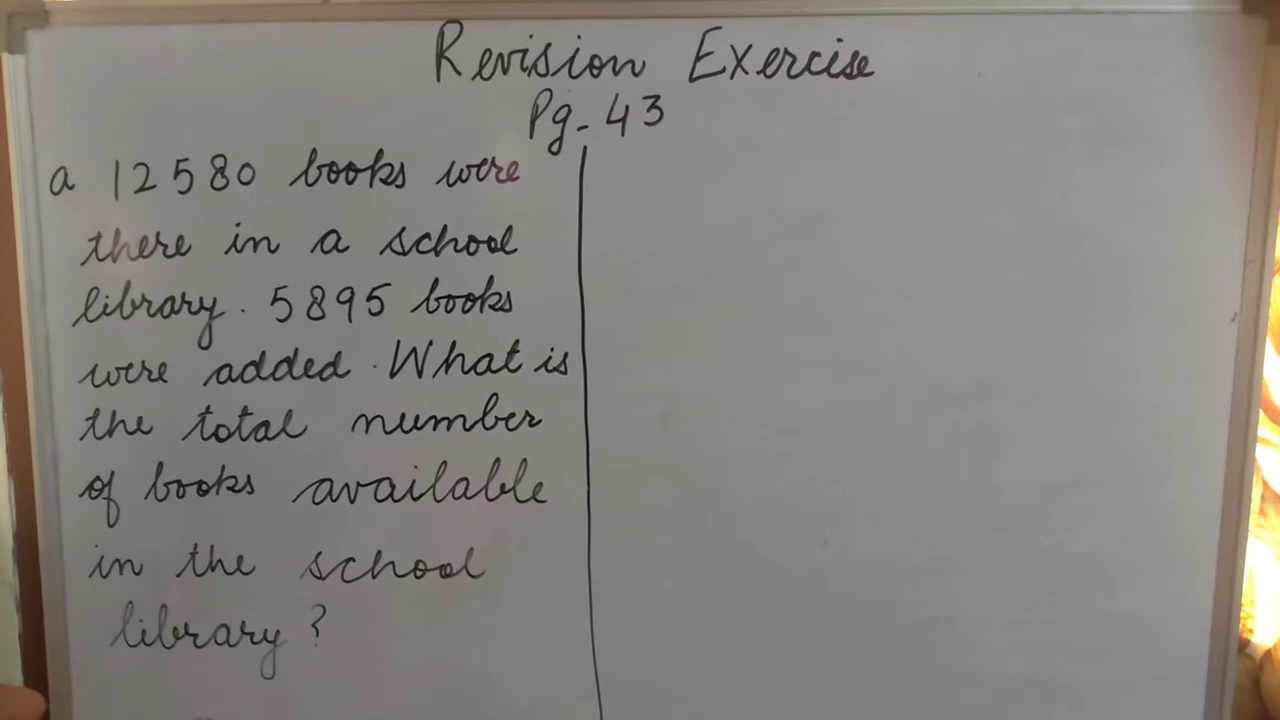 Revision Exercise
Pg-43
a 12580 books were
there in a school
library. 5895 books
were added. What is
the total number
of books available
in the school
library?